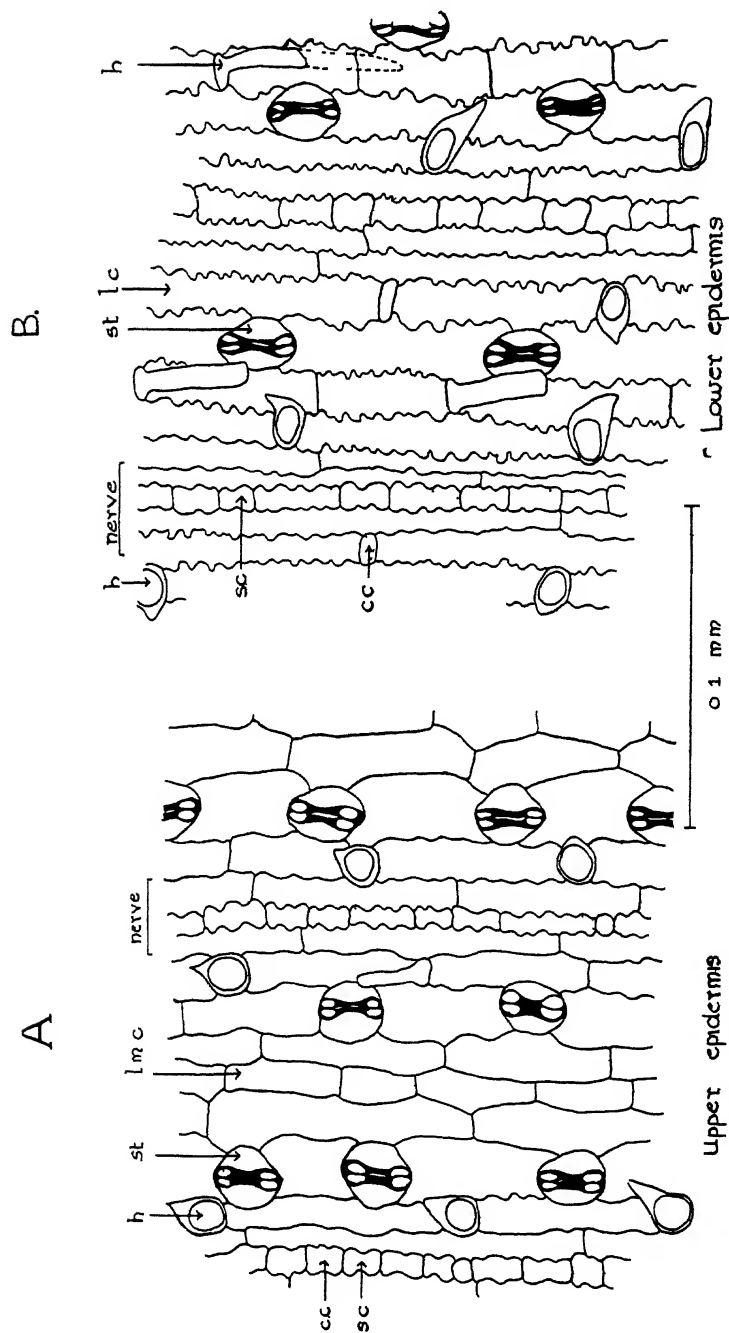 A
B.
h
st
l m c
nerve
cc
sc
Upper epidermis
h
nerve
st
l c
h
sc
cc
Lower epidermis
0 1 mm